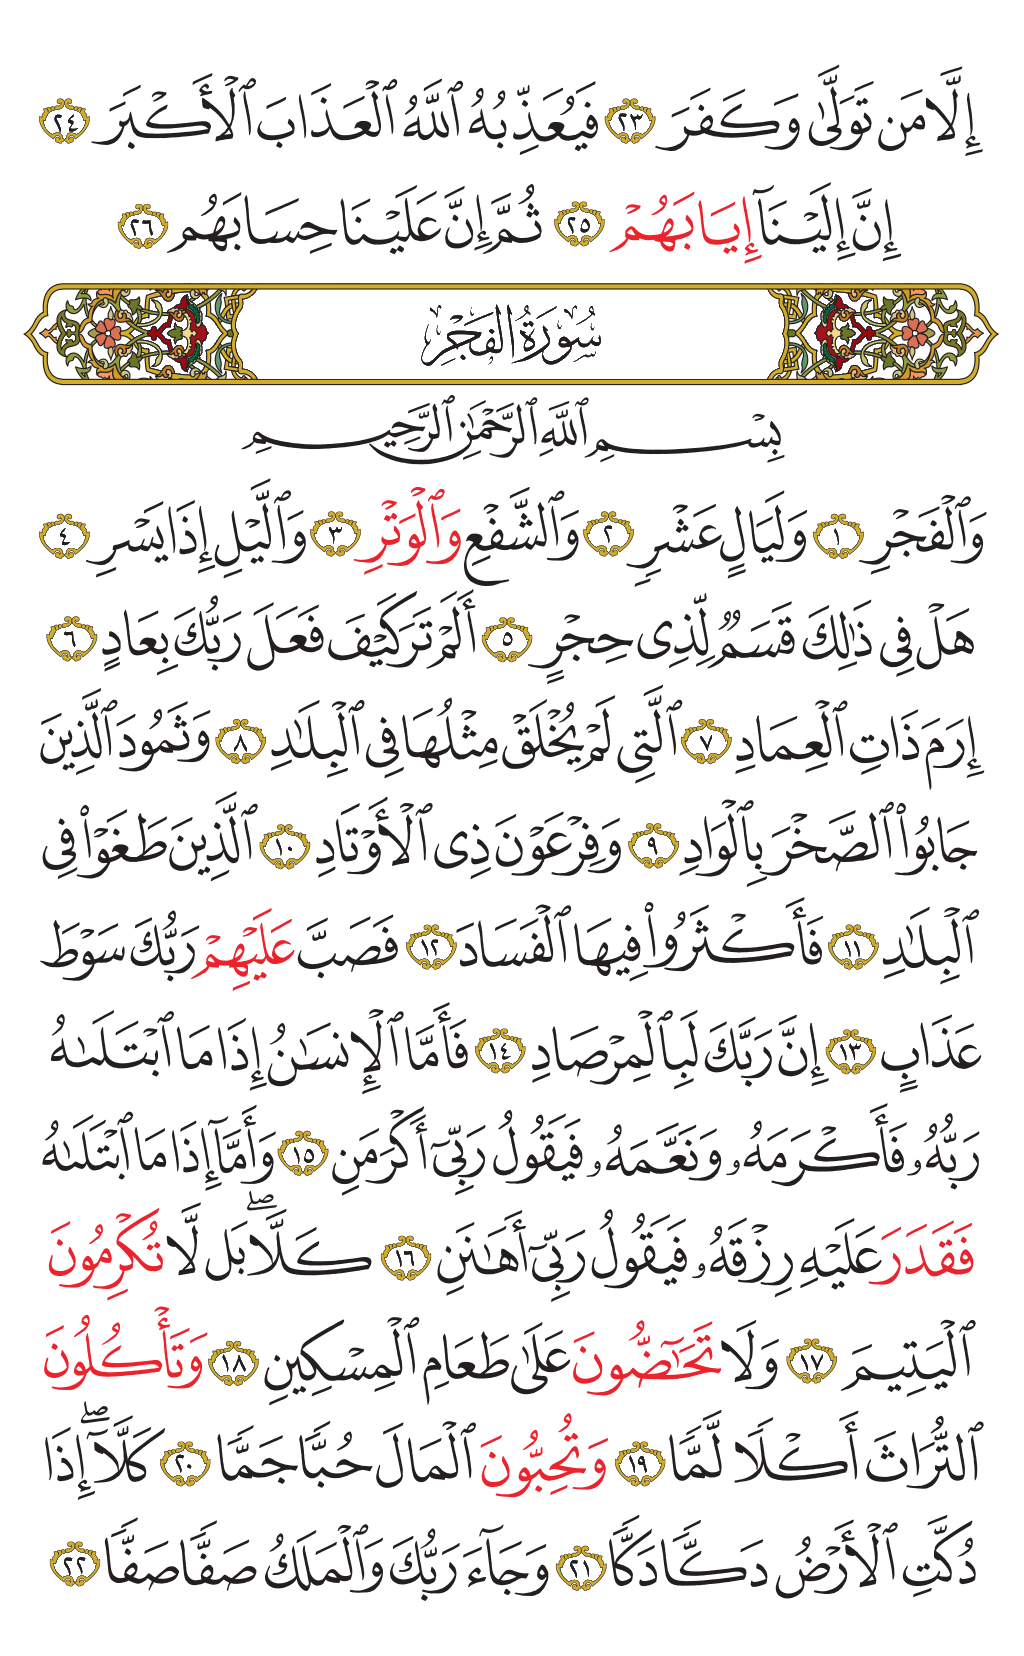 إِلَّا مَن تَوَلَّىٰ وَكَفَرَ ٢٣ فَيُعَذِّبُهُ ٱللَّهُ ٱلْعَذَابَ ٱلْأَكْبَرَ ٢٤
إِنَّ إِلَيْنَآ إِيَابَهُمْ ٢٥ ثُمَّ إِنَّ عَلَيْنَا حِسَابَهُم ٢٦
سُورَةُ الفَجْرِ
بِسْمِ ٱللَّهِ ٱلرَّحْمَٰنِ ٱلرَّحِيمِ
وَٱلْفَجْرِ ١ وَلَيَالٍ عَشْرٍ ٢ وَٱلشَّفْعِ وَٱلْوَتْرِ ٣ وَٱلَّيْلِ إِذَا يَسْرِ ٤
هَلْ فِي ذَٰلِكَ قَسَمٌ لِّذِى حِجْرٍ ٥ أَلَمْ تَرَ كَيْفَ فَعَلَ رَبُّكَ بِعَادٍ ٦
إِرَمَ ذَاتِ ٱلْعِمَادِ ٧ ٱلَّتِى لَمْ يُخْلَقْ مِثْلُهَا فِى ٱلْبِلَٰدِ ٨ وَثَمُودَ ٱلَّذِينَ
جَابُوا۟ ٱلصَّخْرَ بِٱلْوَادِ ٩ وَفِرْعَوْنَ ذِى ٱلْأَوْتَادِ ١٠ ٱلَّذِينَ طَغَوْا۟ فِى
ٱلْبِلَٰدِ ١١ فَأَكْثَرُوا۟ فِيهَا ٱلْفَسَادَ ١٢ فَصَبَّ عَلَيْهِمْ رَبُّكَ سَوْطَ
عَذَابٍ ١٣ إِنَّ رَبَّكَ لَبِٱلْمِرْصَادِ ١٤ فَأَمَّا ٱلْإِنسَٰنُ إِذَا مَا ٱبْتَلَىٰهُ
رَبُّهُۥ فَأَكْرَمَهُۥ وَنَعَّمَهُۥ فَيَقُولُ رَبِّىٓ أَكْرَمَنِ ١٥ وَأَمَّآ إِذَا مَا ٱبْتَلَىٰهُ
فَقَدَرَ عَلَيْهِ رِزْقَهُۥ فَيَقُولُ رَبِّىٓ أَهَٰنَنِ ١٦ كَلَّا ۖ بَل لَّا تُكْرِمُونَ
ٱلْيَتِيمَ ١٧ وَلَا تَحَٰٓضُّونَ عَلَىٰ طَعَامِ ٱلْمِسْكِينِ ١٨ وَتَأْكُلُونَ
ٱلتُّرَاثَ أَكْلًا لَّمًّا ١٩ وَتُحِبُّونَ ٱلْمَالَ حُبًّا جَمًّا ٢٠ كَلَّآ ۖ إِذَا
دُكَّتِ ٱلْأَرْضُ دَكًّا دَكًّا ٢١ وَجَآءَ رَبُّكَ وَٱلْمَلَكُ صَفًّا صَفًّا ٢٢